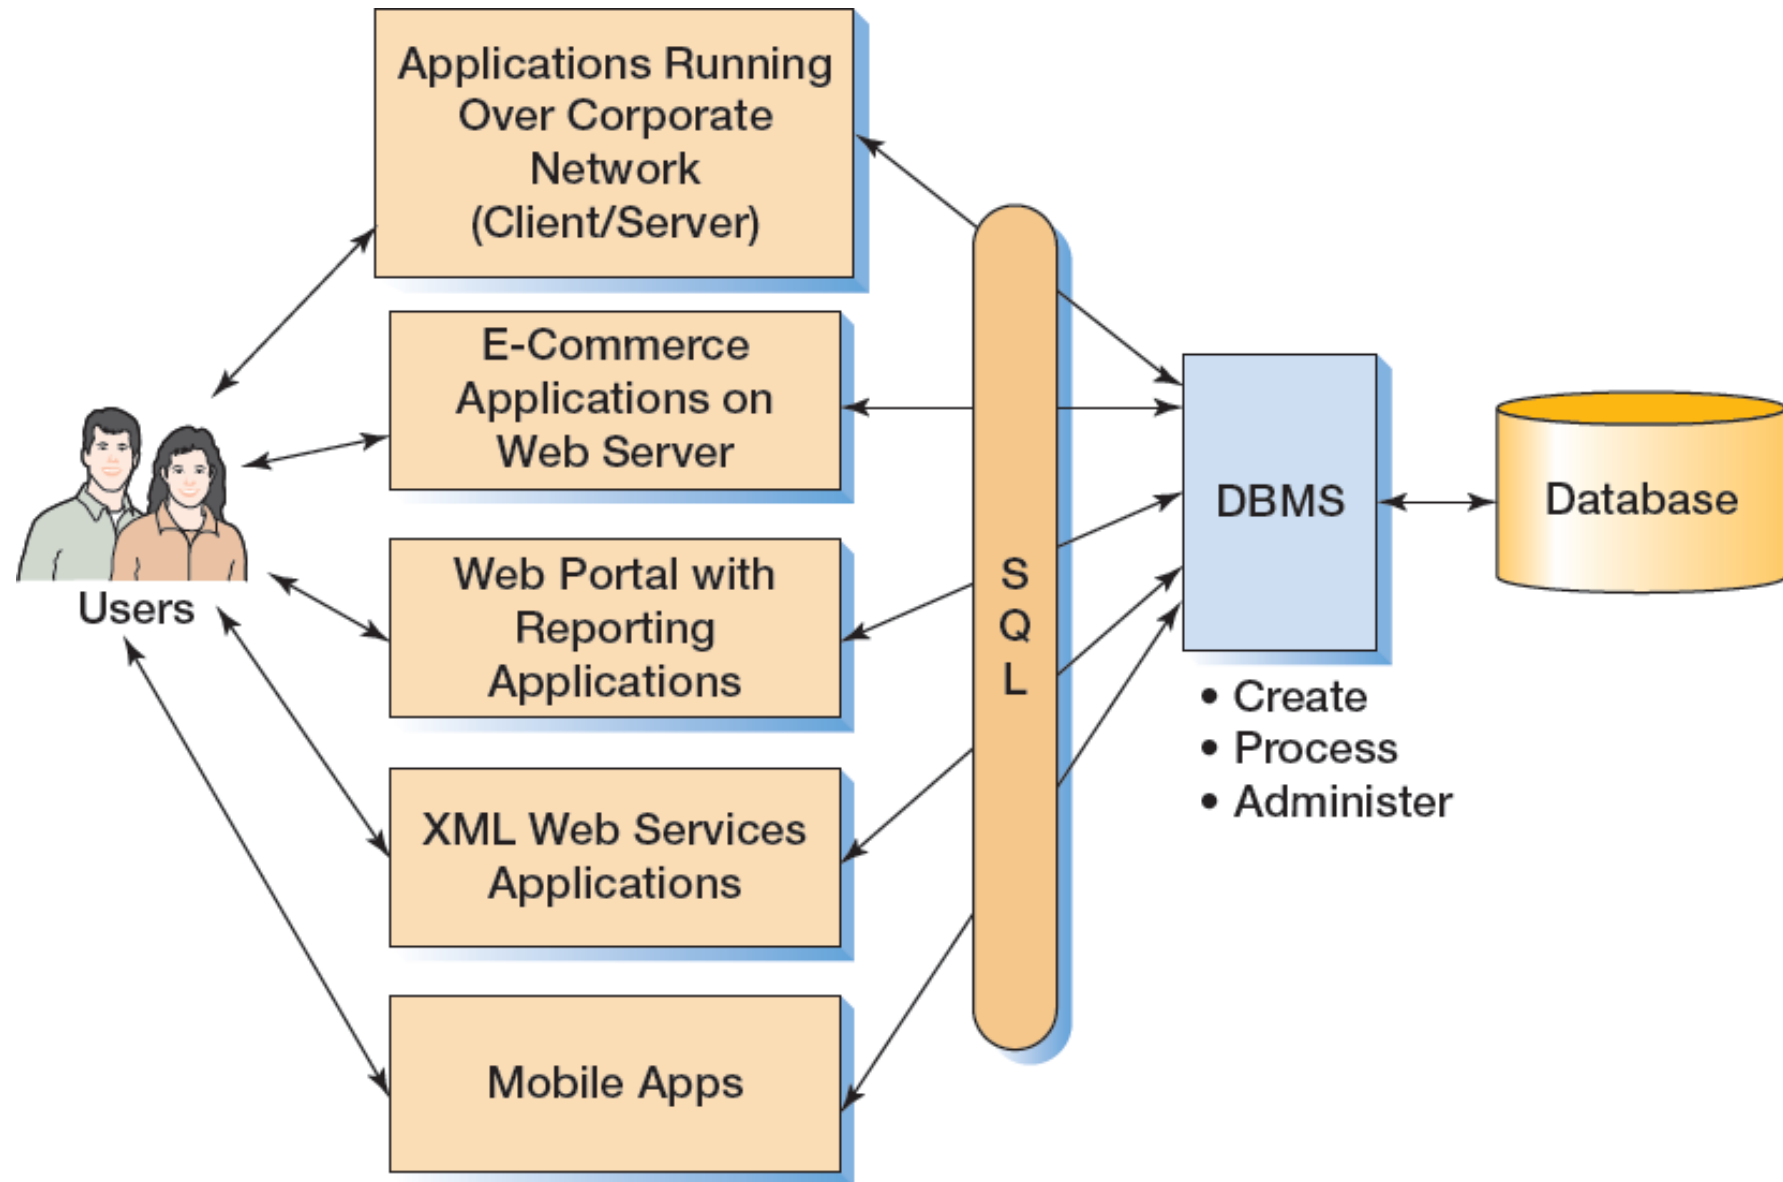 Applications Running
Over Corporate
Network
(Client/Server)
E-Commerce
Applications on
Web Server
Users
Web Portal with
Reporting
Applications
XML Web Services
Applications
Mobile Apps
S
Q
L
DBMS
• Create
• Process
• Administer
Database